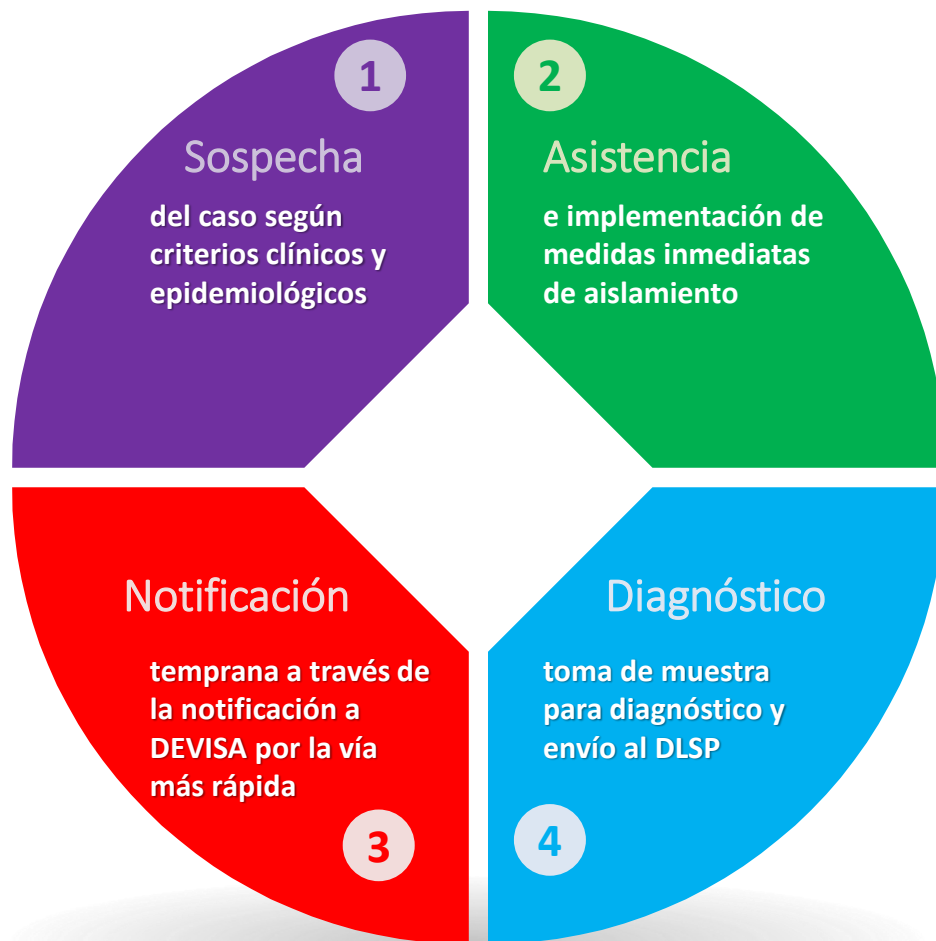 1
Sospecha
del caso según
criterios clínicos y
epidemiológicos
2
Asistencia
e implementación de
medidas inmediatas
de aislamiento
Notificación
temprana a través de
la notificación a
DEVISA por la vía
más rápida
3
Diagnóstico
toma de muestra
para diagnóstico y
envío al DLSP
4